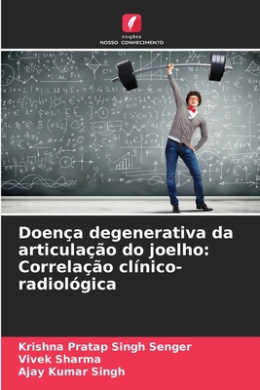 edições
NOSSO CONHECIMENTO
Doença degenerativa da
articulação do joelho:
Correlação clínico-
radiológica
Krishna Pratap Singh Senger
Vivek Sharma
Ajay Kumar Singh